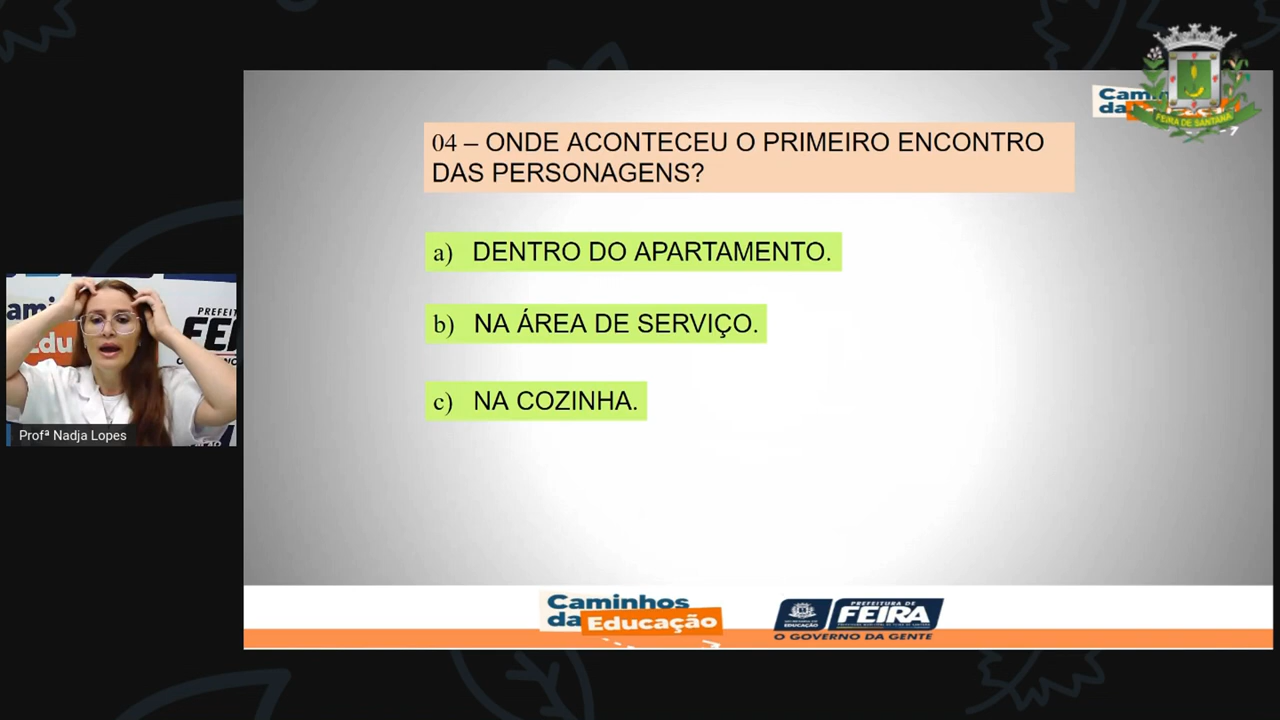 04 – ONDE ACONTECEU O PRIMEIRO ENCONTRO
DAS PERSONAGENS?
a) DENTRO DO APARTAMENTO.
b) NA ÁREA DE SERVIÇO.
c) NA COZINHA.
FEIRA DE SANTANA
Profª Nadja Lopes
Caminhos
da Educação
EDUCAÇÃO
PREFEITURA DE
FEIRA
O GOVERNO DA GENTE